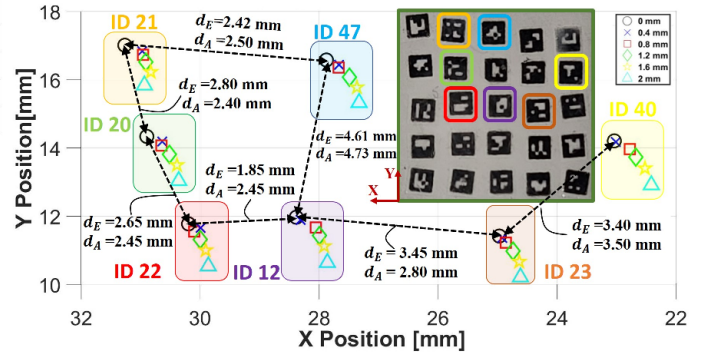 18
16
14
12
10
Y Position[mm]
32
30
28
26
24
22
X Position [mm]
ID 21
d_E=2.42 mm
d_A=2.50 mm
ID 47
0 mm
0.4 mm
0.8 mm
1.2 mm
1.6 mm
2 mm
d_E=2.80 mm
d_A=2.40 mm
ID 20
ID 40
d_E=4.61 mm
d_A=4.73 mm
Y
X
d_E=1.85 mm
d_A=2.45 mm
d_E=2.65 mm
d_A=2.45 mm
d_E=3.40 mm
d_A=3.50 mm
d_E=3.45 mm
d_A=2.80 mm
ID 22
ID 12
ID 23